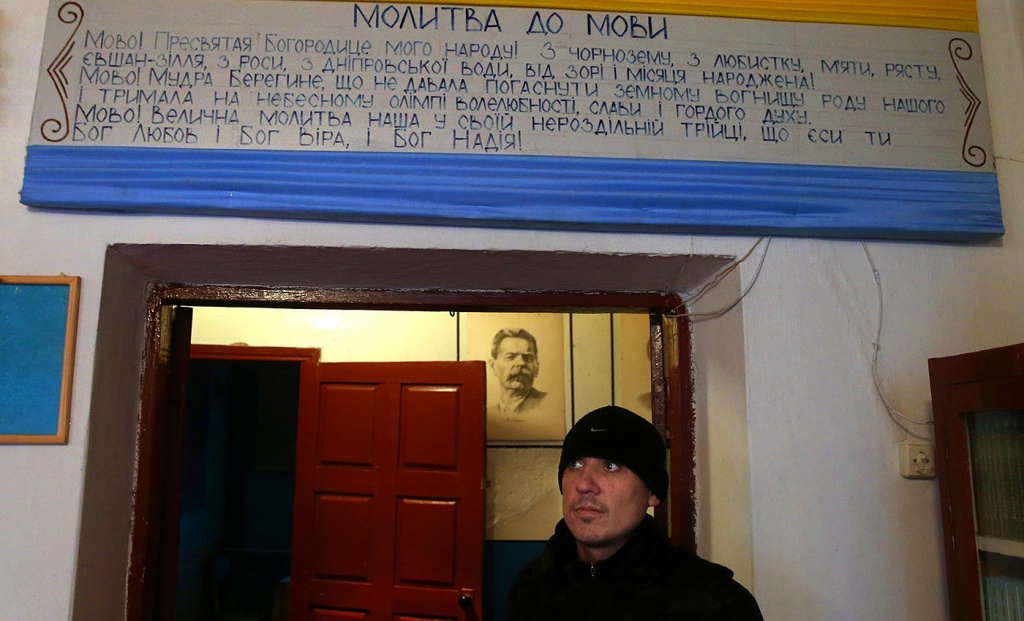 МОЛИТВА ДО МОВИ
МОВО! ПРЕСВЯТАЯ БОГОРОДИЦЕ МОГО НАРОДУ! З ЧОРНОЗЕМУ, З ЛЮБИСТКУ, М'ЯТИ, РЯСТУ,
ЄВШАН-ЗІЛЛЯ, З РОСИ, З ДНІПРОВСЬКОЇ ВОДИ, ВІД ЗОРІ І МІСЯЦЯ НАРОДЖЕНА!
МОВО! МУДРА БЕРЕГИНЕ, ЩО НЕ ДАВАЛА ПОГАСНУТИ ЗЕМНОМУ ВОГНИЩУ РОДУ НАШОГО
І ТРИМАЛА НА НЕБЕСНОМУ ОЛІМПІ ВОЛЕЛЮБНОСТІ, СЛАВИ І ГОРДОГО ДУХУ.
МОВО! ВЕЛИЧНА МОЛИТВА НАША У СВОЇЙ НЕРОЗДІЛЬНІЙ ТРІЙЦІ, ЩО ЄСИ ТИ
БОГ ЛЮБОВ І БОГ ВІРА, І БОГ НАДІЯ!